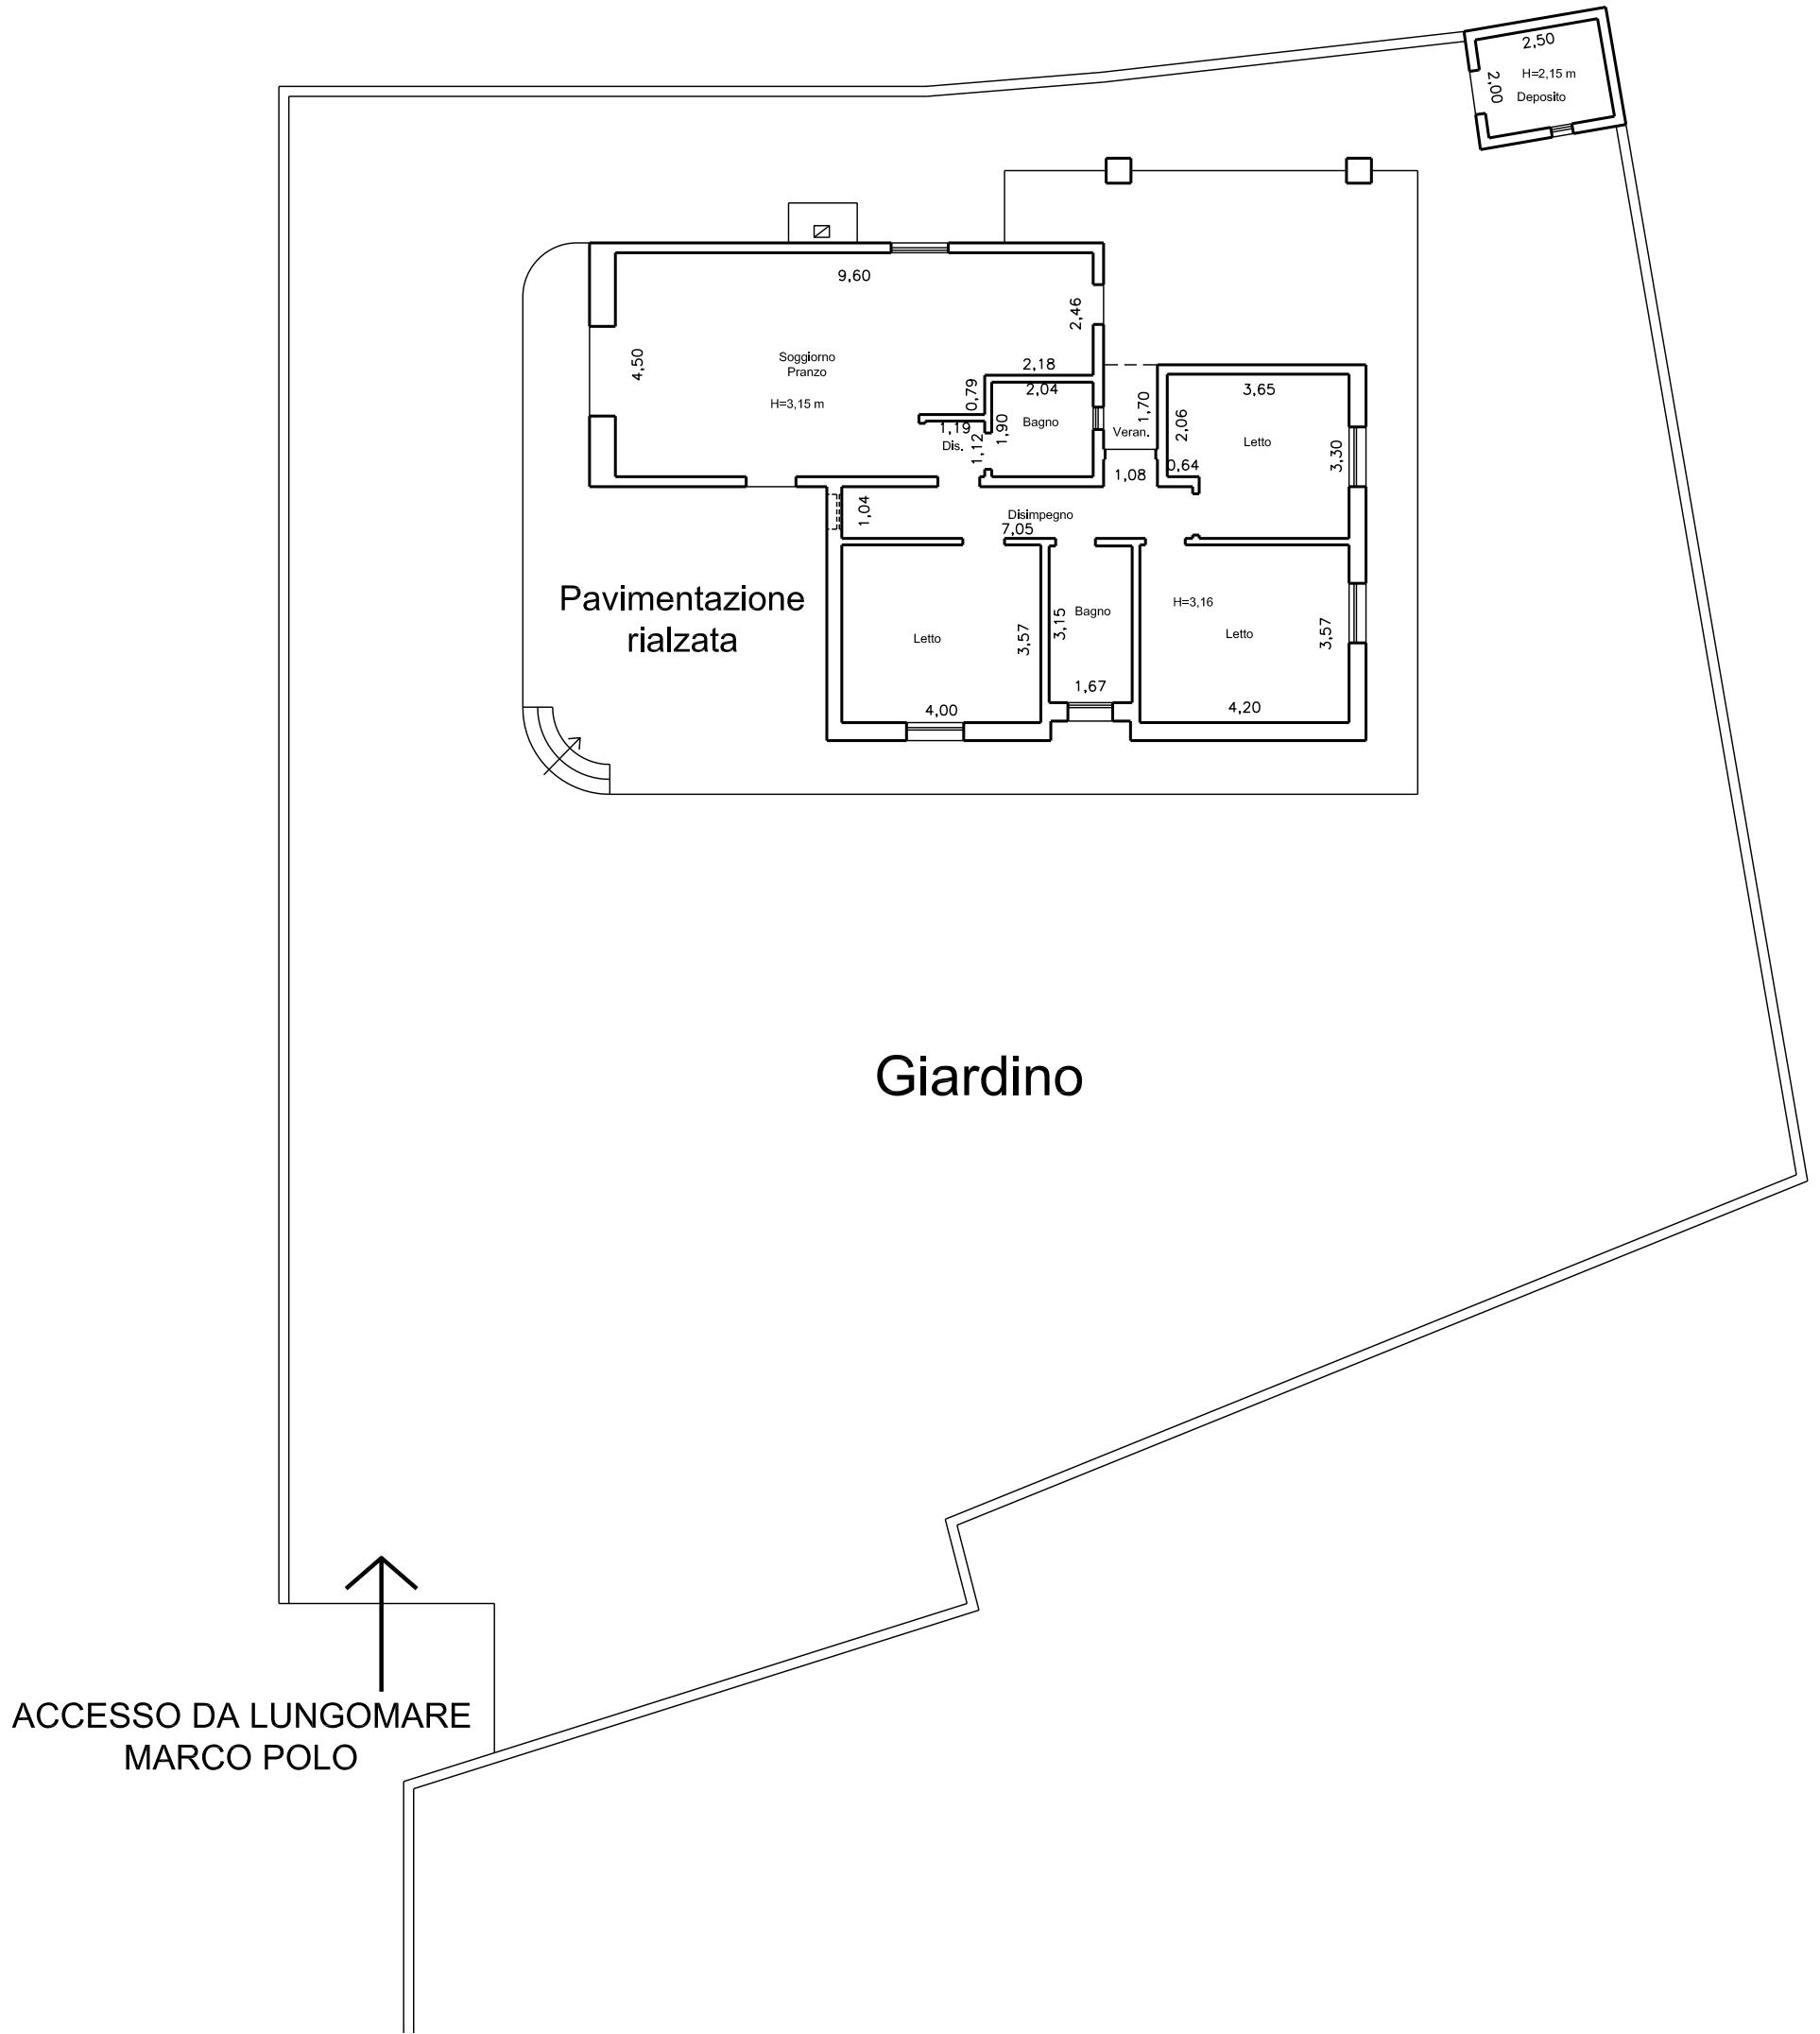 2,50
H=2,15 m
2,00
Deposito
9,60
2,46
4,50
Soggiorno
Pranzo
H=3,15 m
2,18
0,79
2,04
1,90
Bagno
1,19
Dis.
1,12
1,70
Veran.
1,08
3,65
2,06
Letto
3,30
0,64
1,04
Disimpegno
7,05
Pavimentazione
rialzata
Letto
3,57
4,00
3,15
Bagno
1,67
H=3,16
Letto
3,57
4,20
Giardino
ACCESSO DA LUNGOMARE
MARCO POLO